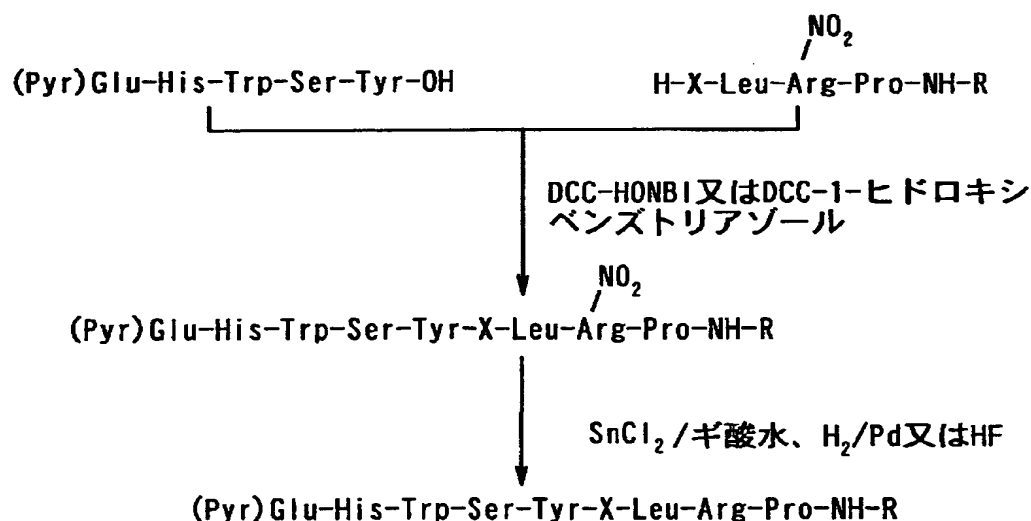 NO₂
(Pyr)Glu-His-Trp-Ser-Tyr-OH
H-X-Leu-Arg-Pro-NH-R
DCC-HONBI又はDCC-1-ヒドロキシ
ベンズトリアゾール
NO₂
(Pyr)Glu-His-Trp-Ser-Tyr-X-Leu-Arg-Pro-NH-R
SnCl₂/ギ酸水、H₂/Pd又はHF
(Pyr)Glu-His-Trp-Ser-Tyr-X-Leu-Arg-Pro-NH-R